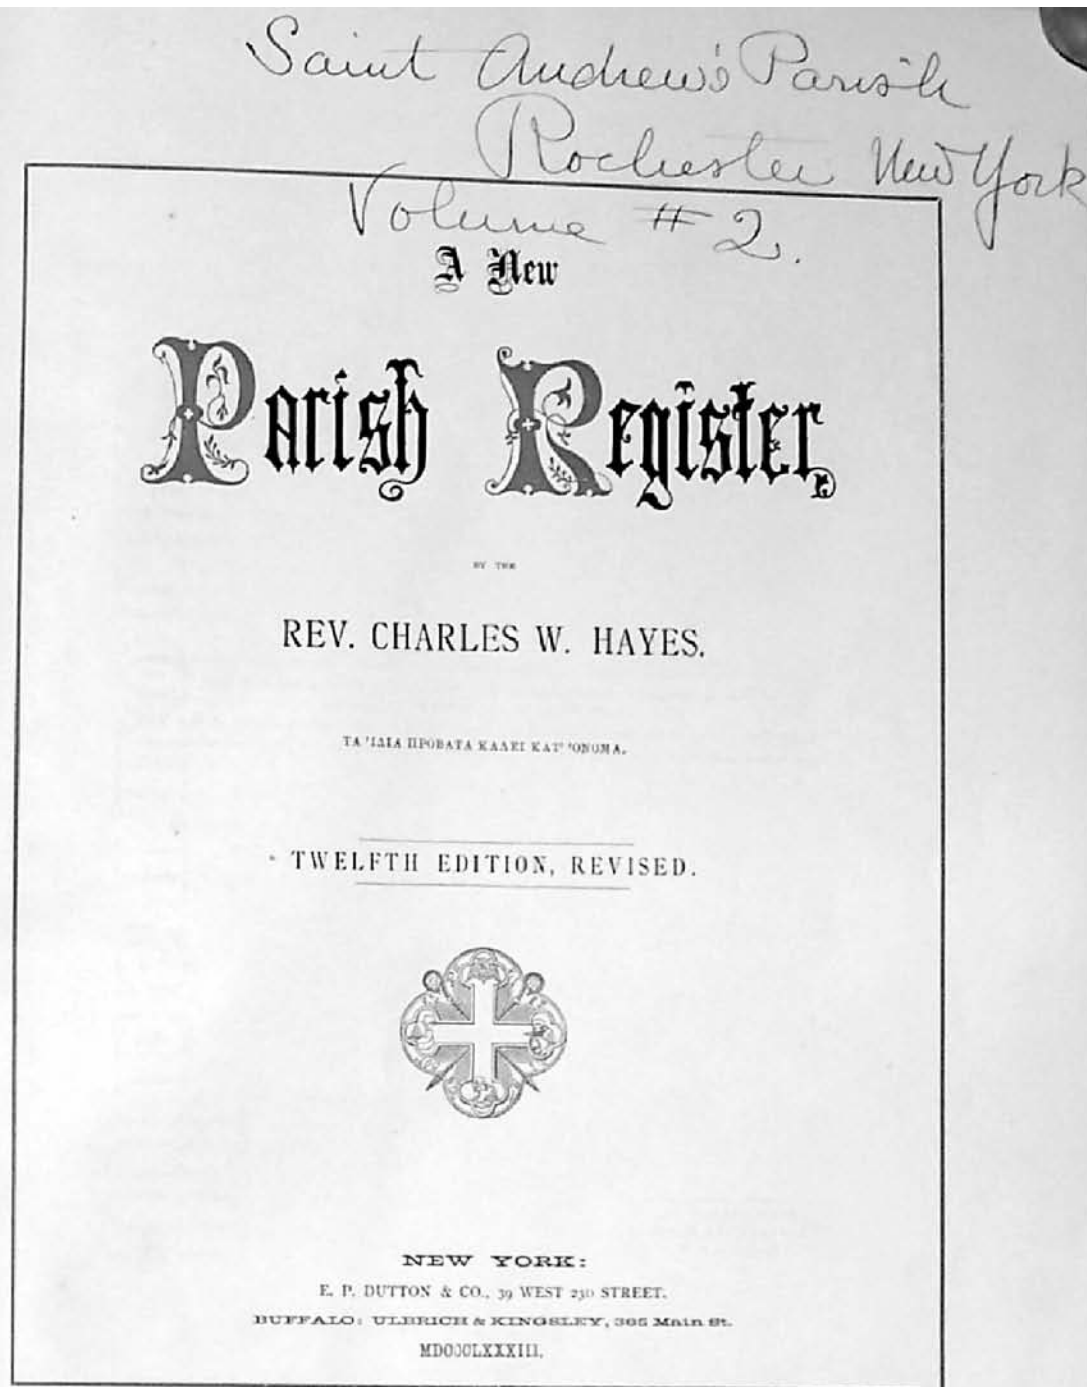 Saint Andrew's Parish
Rochester New York
Volume #2.
A New
Parish Register,
BY THE
REV. CHARLES W. HAYES.
ΤΑ ’ΙΔΙΑ ΠΡΟΒΑΤΑ ΚΑΛΕΙ ΚΑΤ’ ’ΟΝΟΜΑ.
TWELFTH EDITION, REVISED.
NEW YORK:
E. P. DUTTON & CO., 39 WEST 23D STREET.
BUFFALO: ULBRICH & KINGSLEY, 365 Main St.
MDCCCLXXXIII.